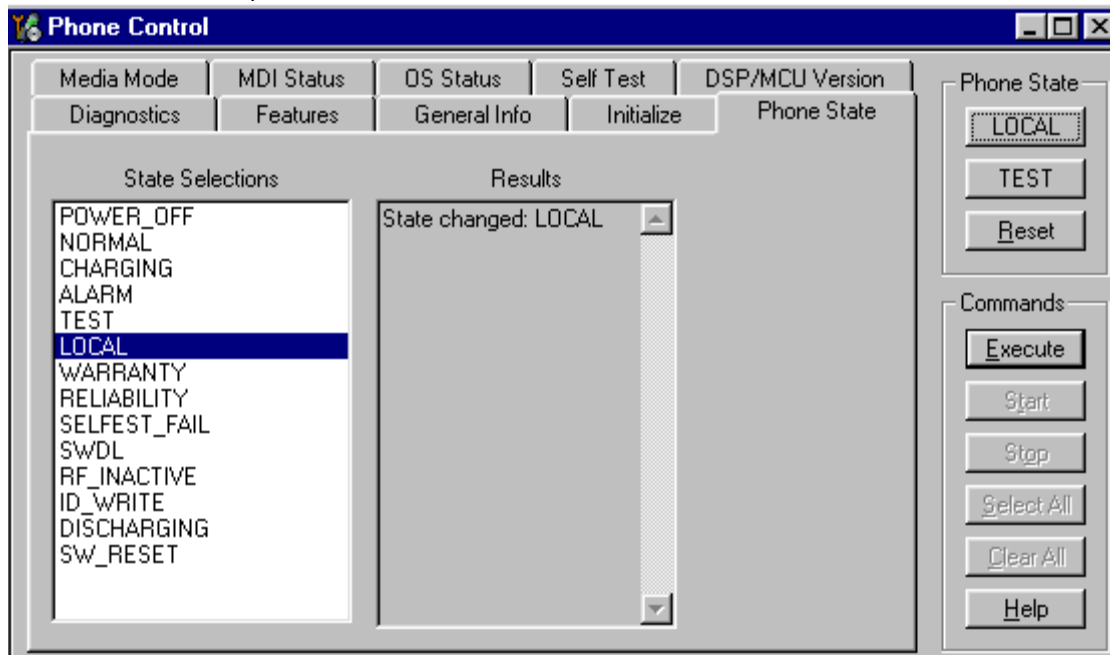 Phone Control
Media Mode MDI Status OS Status Self Test DSP/MCU Version
Diagnostics Features General Info Initialize Phone State
State Selections
POWER_OFF
NORMAL
CHARGING
ALARM
TEST
LOCAL
WARRANTY
RELIABILITY
SELFEST_FAIL
SWDL
RF_INACTIVE
ID_WRITE
DISCHARGING
SW_RESET
Results
State changed: LOCAL
Phone State
LOCAL
TEST
Reset
Commands
Execute
Start
Stop
Select All
Clear All
Help